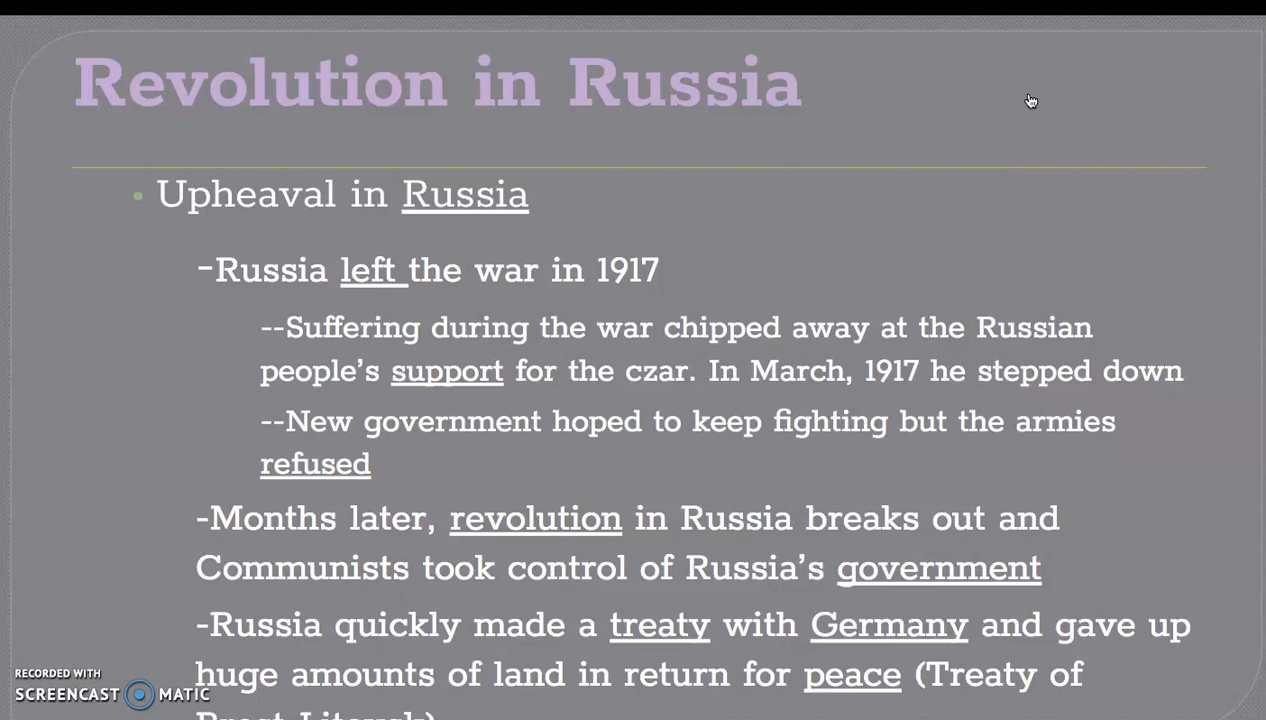 Revolution in Russia
• Upheaval in Russia
-Russia left the war in 1917
--Suffering during the war chipped away at the Russian
people’s support for the czar. In March, 1917 he stepped down
--New government hoped to keep fighting but the armies
refused
-Months later, revolution in Russia breaks out and
Communists took control of Russia’s government
-Russia quickly made a treaty with Germany and gave up
huge amounts of land in return for peace (Treaty of
Brest-Litovsk)
RECORDED WITH
SCREENCAST MATIC